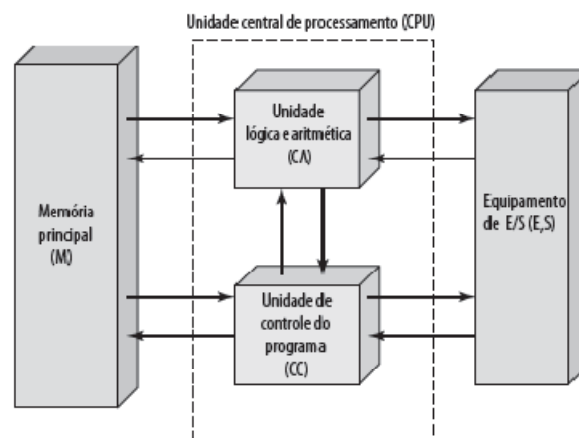 Unidade central de processamento (CPU)
Unidade
lógica e aritmética
(CA)
Memória
principal
(M)
Equipamento
de E/S (E,S)
Unidade de
controle do
programa
(CC)